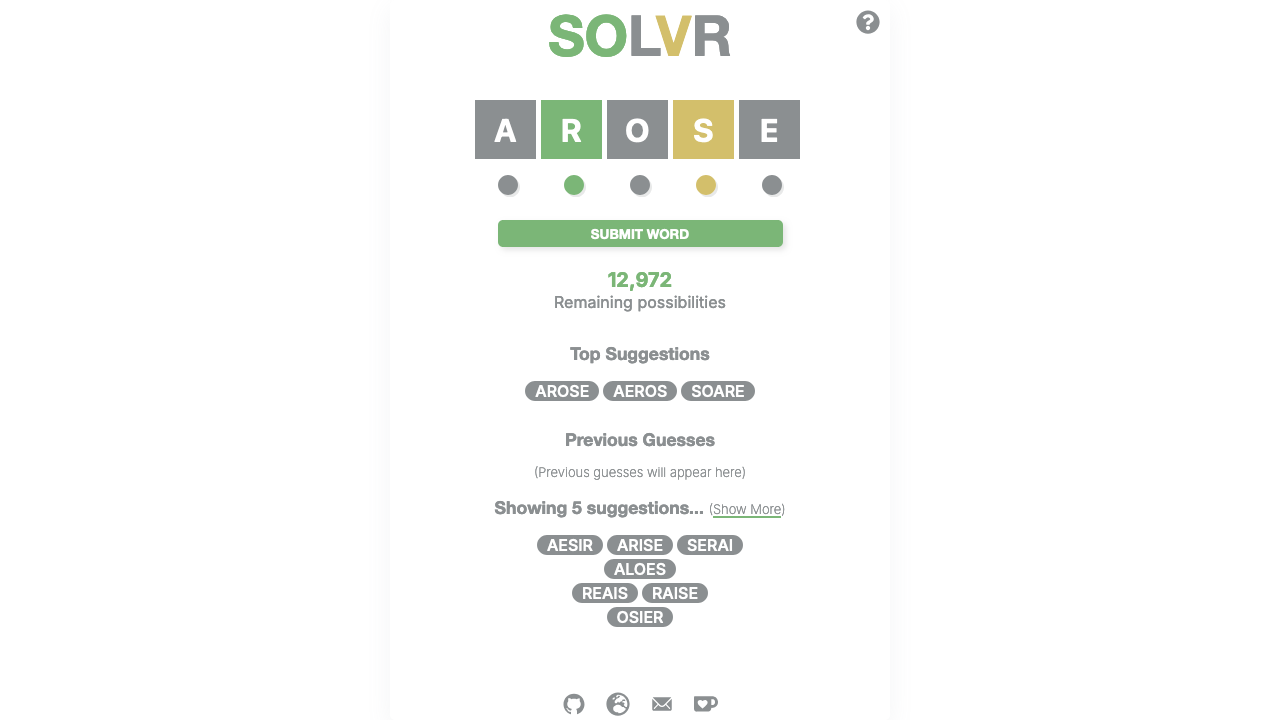 SOLVR
?
A R O S E
SUBMIT WORD
12,972
Remaining possibilities
Top Suggestions
AROSE AEROS SOARE
Previous Guesses
(Previous guesses will appear here)
Showing 5 suggestions... (Show More)
AESIR ARISE SERAI
ALOES
REAIS RAISE
OSIER